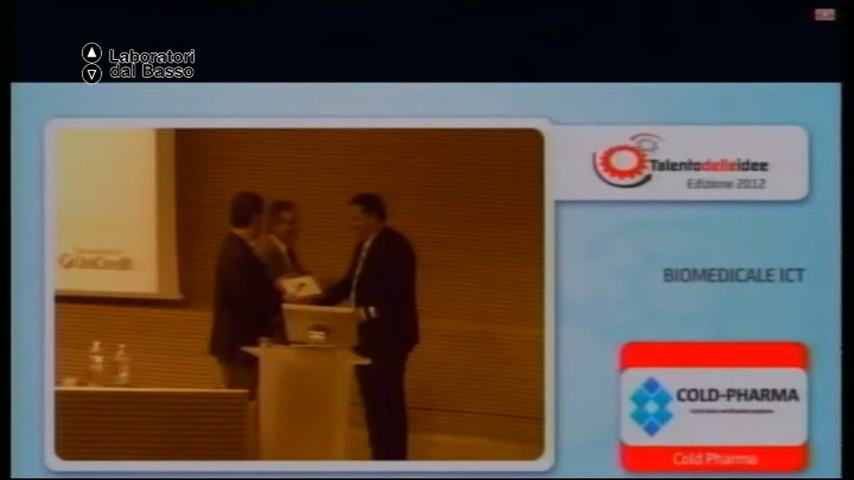 Laboratori
dal Basso
Talentodelleidee
Edizione 2012
UniCredit
BIOMEDICALE ICT
COLD-PHARMA
Cold Pharma